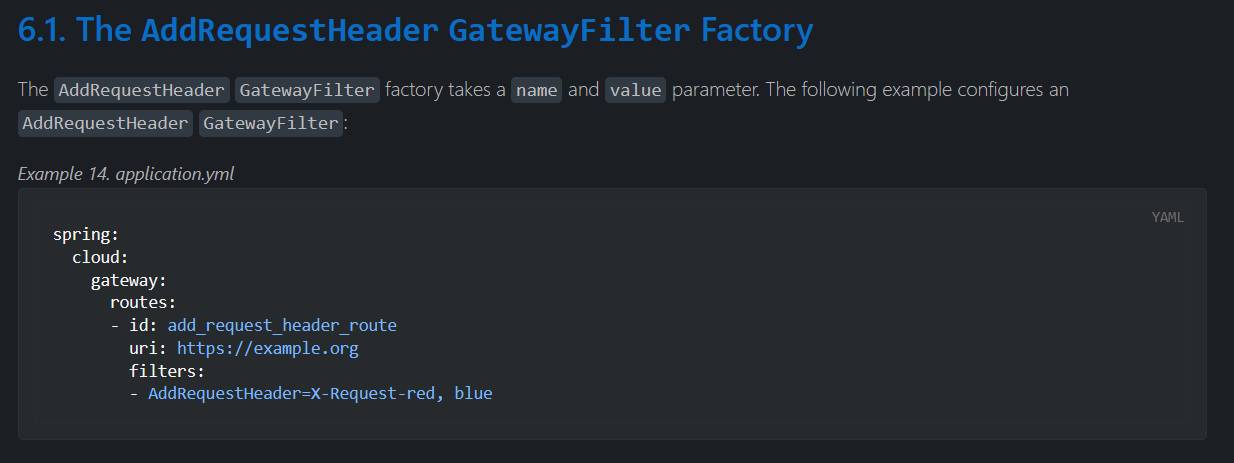 6.1. The AddRequestHeader GatewayFilter Factory
The AddRequestHeader GatewayFilter factory takes a name and value parameter. The following example configures an
AddRequestHeader GatewayFilter:
Example 14. application.yml
YAML
spring:
  cloud:
    gateway:
      routes:
      - id: add_request_header_route
        uri: https://example.org
        filters:
        - AddRequestHeader=X-Request-red, blue